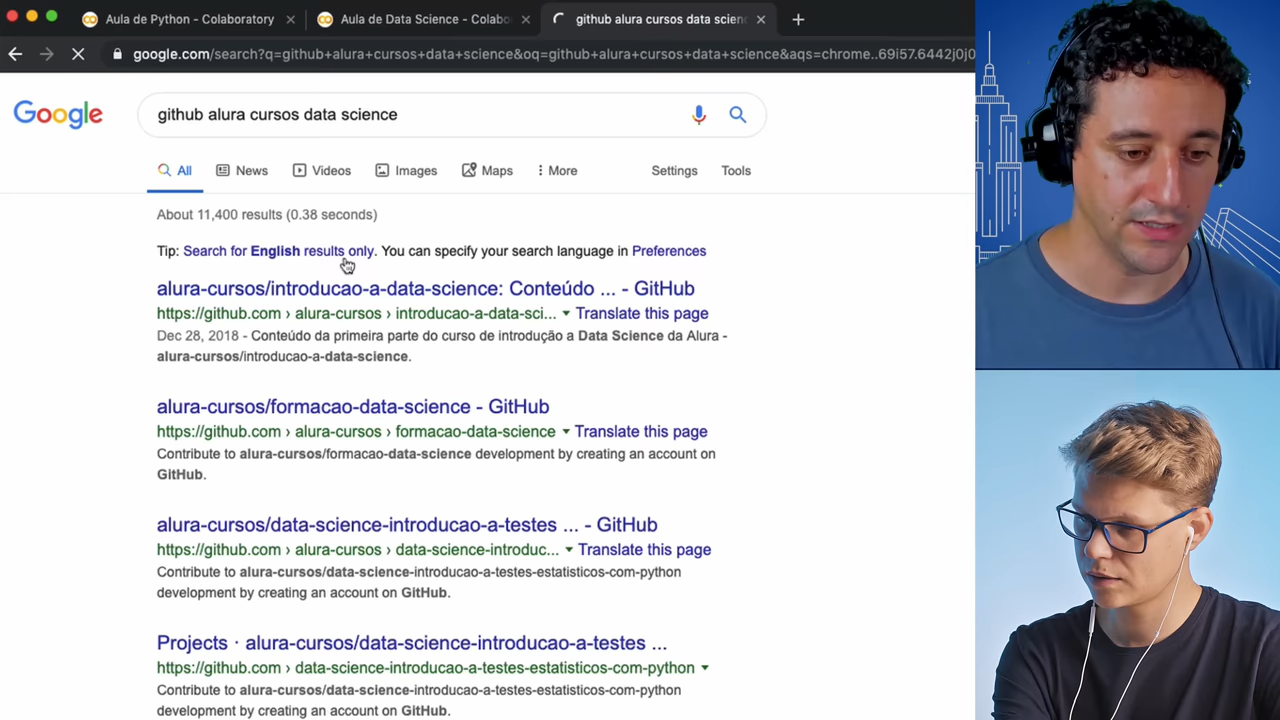 Aula de Python - Colaboratory
Aula de Data Science - Colabo
github alura cursos data scien
google.com/search?q=github+alura+cursos+data+science&oq=github+alura+cursos+data+science&aqs=chrome..69i57.6442j0j0
Google
github alura cursos data science
All News Videos Images Maps More Settings Tools
About 11,400 results (0.38 seconds)
Tip: Search for English results only. You can specify your search language in Preferences
alura-cursos/introducao-a-data-science: Conteúdo ... - GitHub
https://github.com › alura-cursos › introducao-a-data-sci... Translate this page
Dec 28, 2018 - Conteúdo da primeira parte do curso de introdução a Data Science da Alura -
alura-cursos/introducao-a-data-science.
alura-cursos/formacao-data-science - GitHub
https://github.com › alura-cursos › formacao-data-science Translate this page
Contribute to alura-cursos/formacao-data-science development by creating an account on
GitHub.
alura-cursos/data-science-introducao-a-testes ... - GitHub
https://github.com › alura-cursos › data-science-introduc... Translate this page
Contribute to alura-cursos/data-science-introducao-a-testes-estatisticos-com-python
development by creating an account on GitHub.
Projects · alura-cursos/data-science-introducao-a-testes ...
https://github.com › data-science-introducao-a-testes-estatisticos-com-python
Contribute to alura-cursos/data-science-introducao-a-testes-estatisticos-com-python
development by creating an account on GitHub.